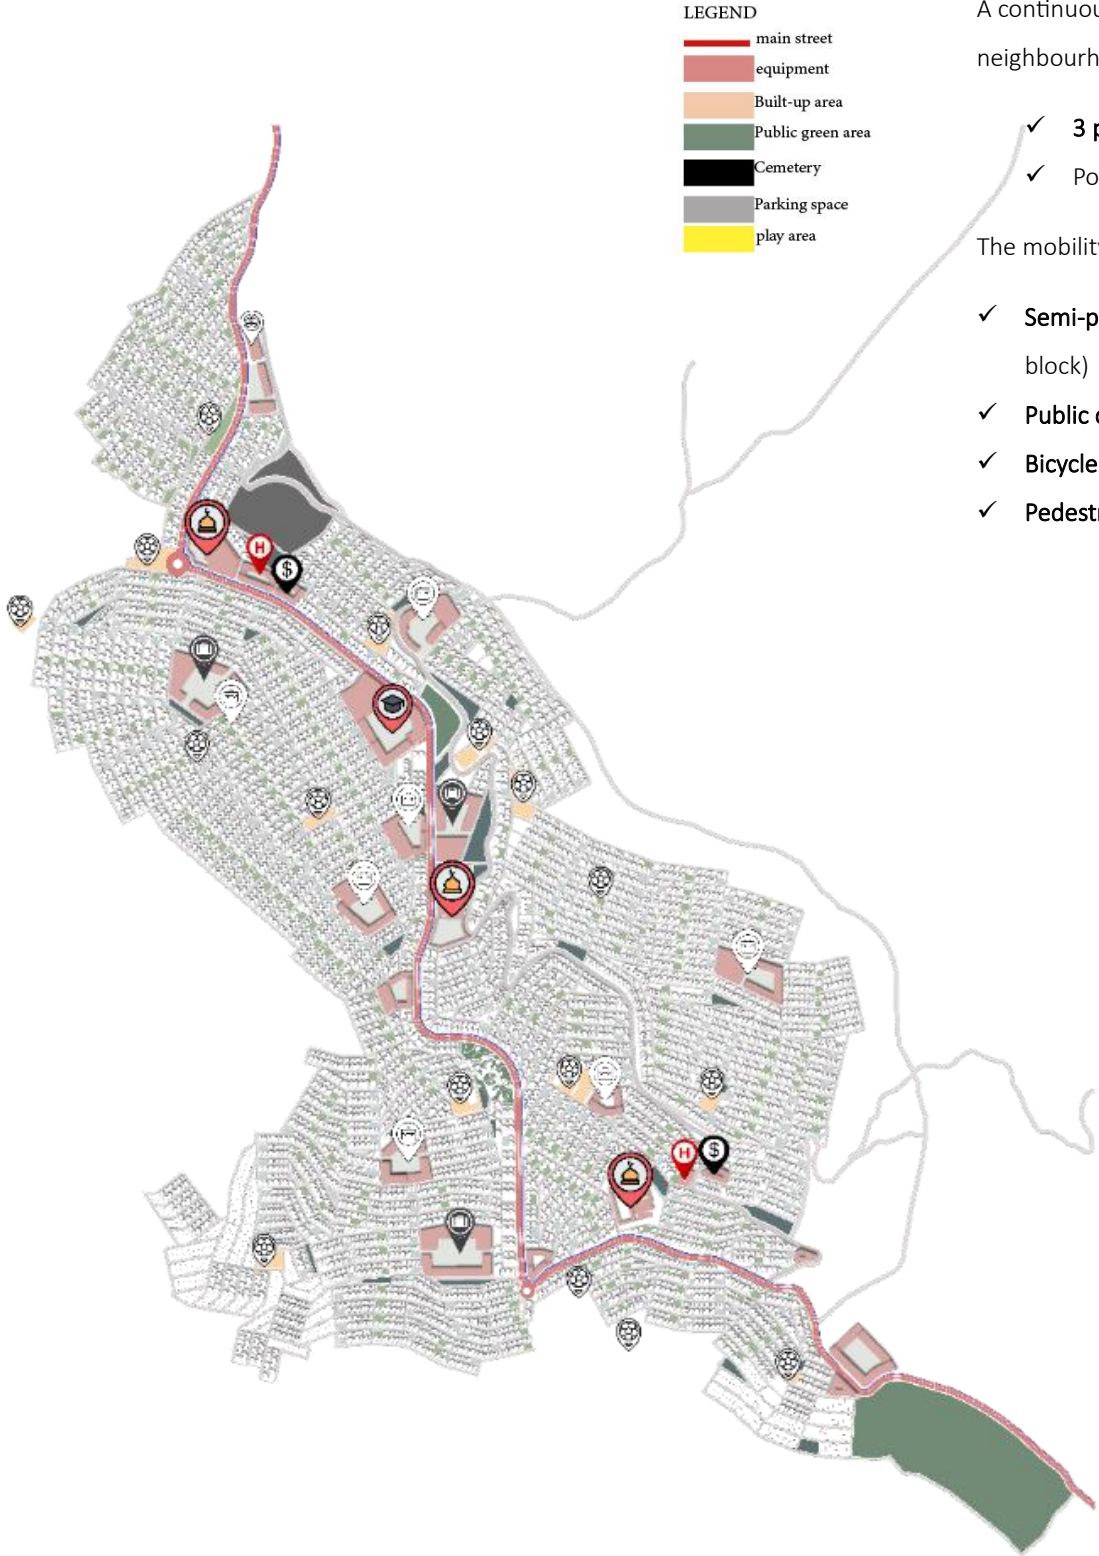 LEGEND
main street
equipment
Built-up area
Public green area
Cemetery
Parking space
play area
A continuou
neighbourh
✓ 3 p
✓ Po
The mobility
✓ Semi-p
block)
✓ Public
✓ Bicycle
✓ Pedest
H
$
H
$